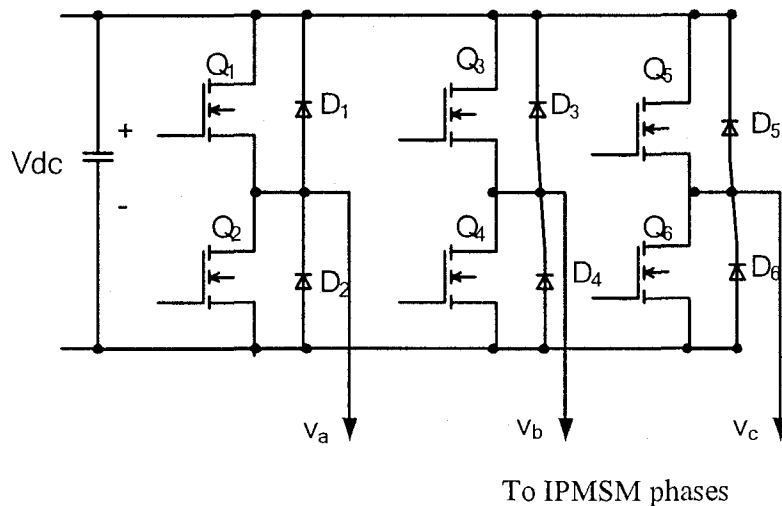 Q1
Q3
Q5
D1
D3
D5
+
Vdc
-
Q2
Q4
Q6
D2
D4
D6
va
vb
vc
To IPMSM phases